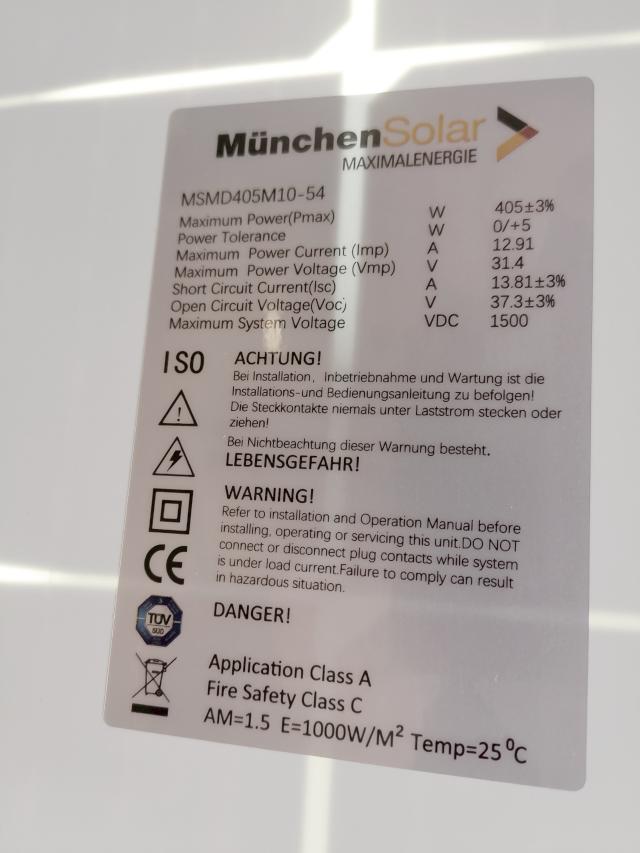 MünchenSolar
MAXIMALENERGIE
MSMD405M10-54
Maximum Power(Pmax) W 405±3%
Power Tolerance W 0/+5
Maximum Power Current (Imp) A 12.91
Maximum Power Voltage (Vmp) V 31.4
Short Circuit Current(Isc) A 13.81±3%
Open Circuit Voltage(Voc) V 37.3±3%
Maximum System Voltage VDC 1500
ISO
ACHTUNG!
Bei Installation, Inbetriebnahme und Wartung ist die
Installations-und Bedienungsanleitung zu befolgen!
Die Steckkontakte niemals unter Laststrom stecken oder
ziehen!
Bei Nichtbeachtung dieser Warnung besteht.
LEBENSGEFAHR!
WARNING!
Refer to installation and Operation Manual before
installing, operating or servicing this unit.DO NOT
connect or disconnect plug contacts while system
is under load current.Failure to comply can result
in hazardous situation.
CE
TÜV
SÜD
DANGER!
Application Class A
Fire Safety Class C
AM=1.5 E=1000W/M² Temp=25⁰C